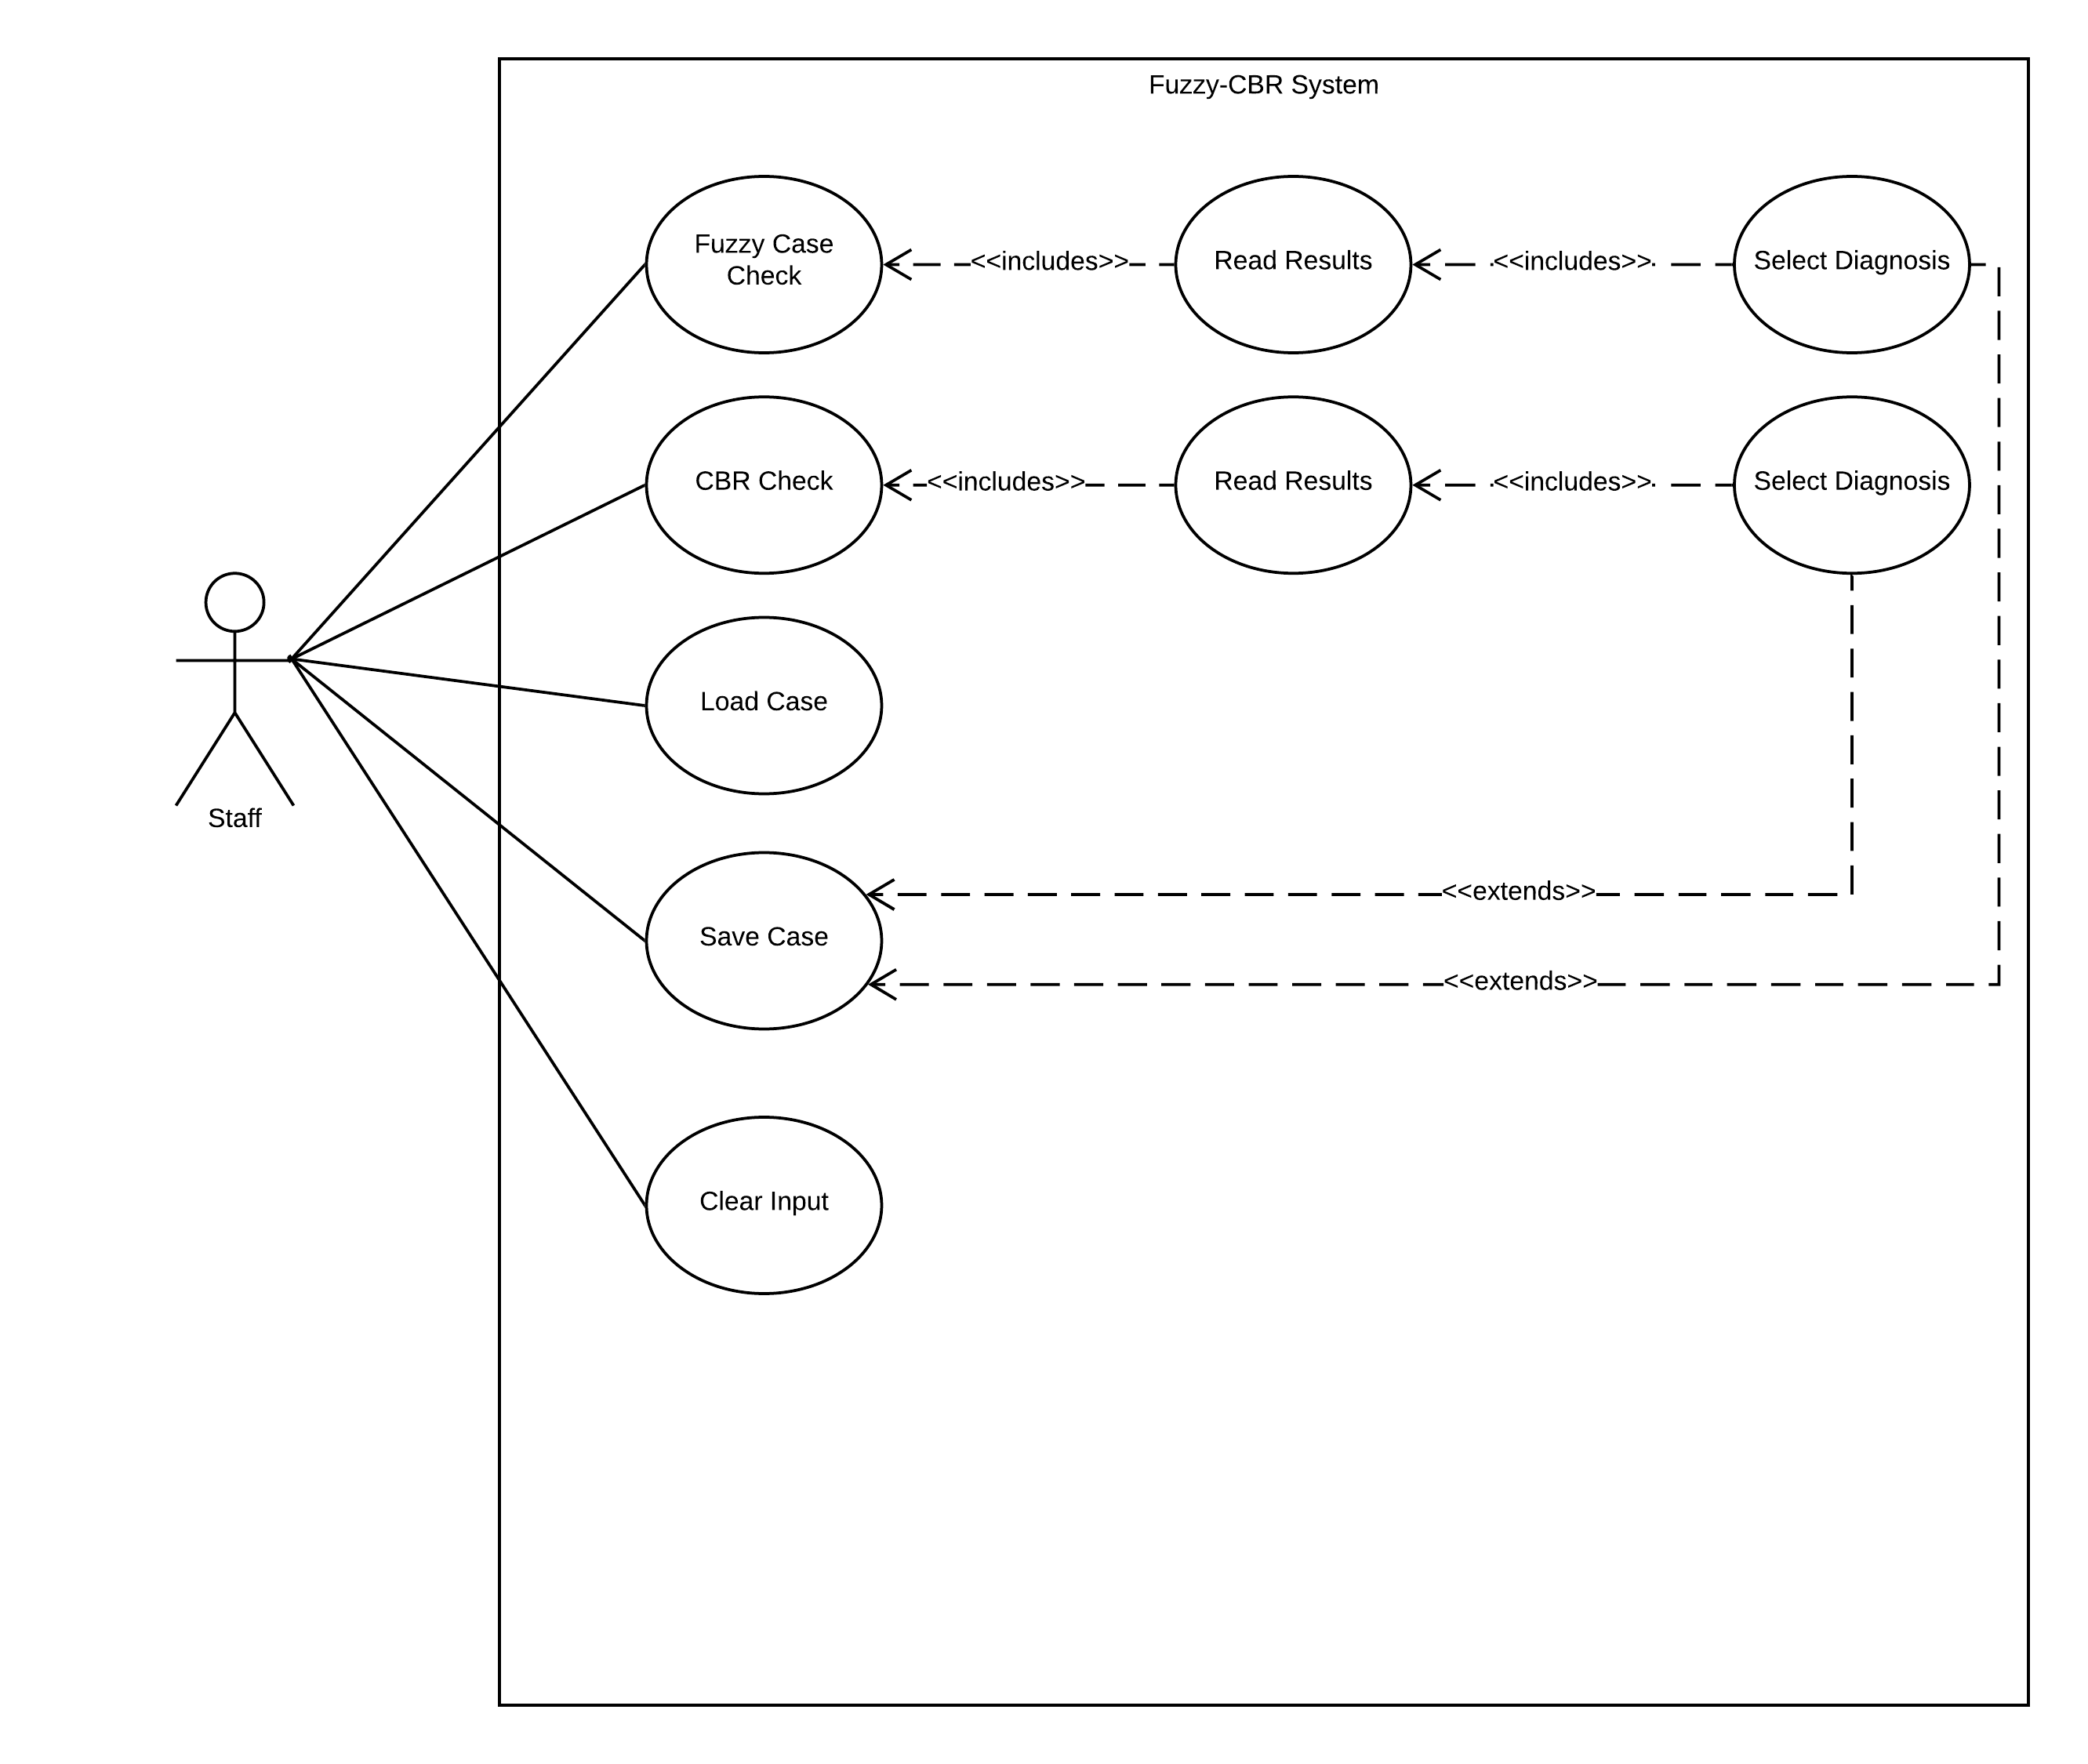 Fuzzy-CBR System
Fuzzy Case
Check
<<includes>>
Read Results
<<includes>>
Select Diagnosis
CBR Check
<<includes>>
Read Results
<<includes>>
Select Diagnosis
Load Case
Staff
<<extends>>
Save Case
<<extends>>
Clear Input